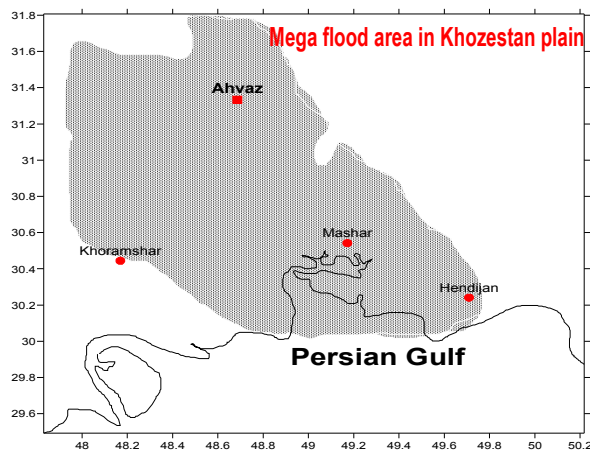 Mega flood area in Khozestan plain
31.8
31.6
31.4
31.2
31
30.8
30.6
30.4
30.2
30
29.8
29.6
Ahvaz
Mashar
Khoramshar
Hendijan
Persian Gulf
48 48.2 48.4 48.6 48.8 49 49.2 49.4 49.6 49.8 50 50.2